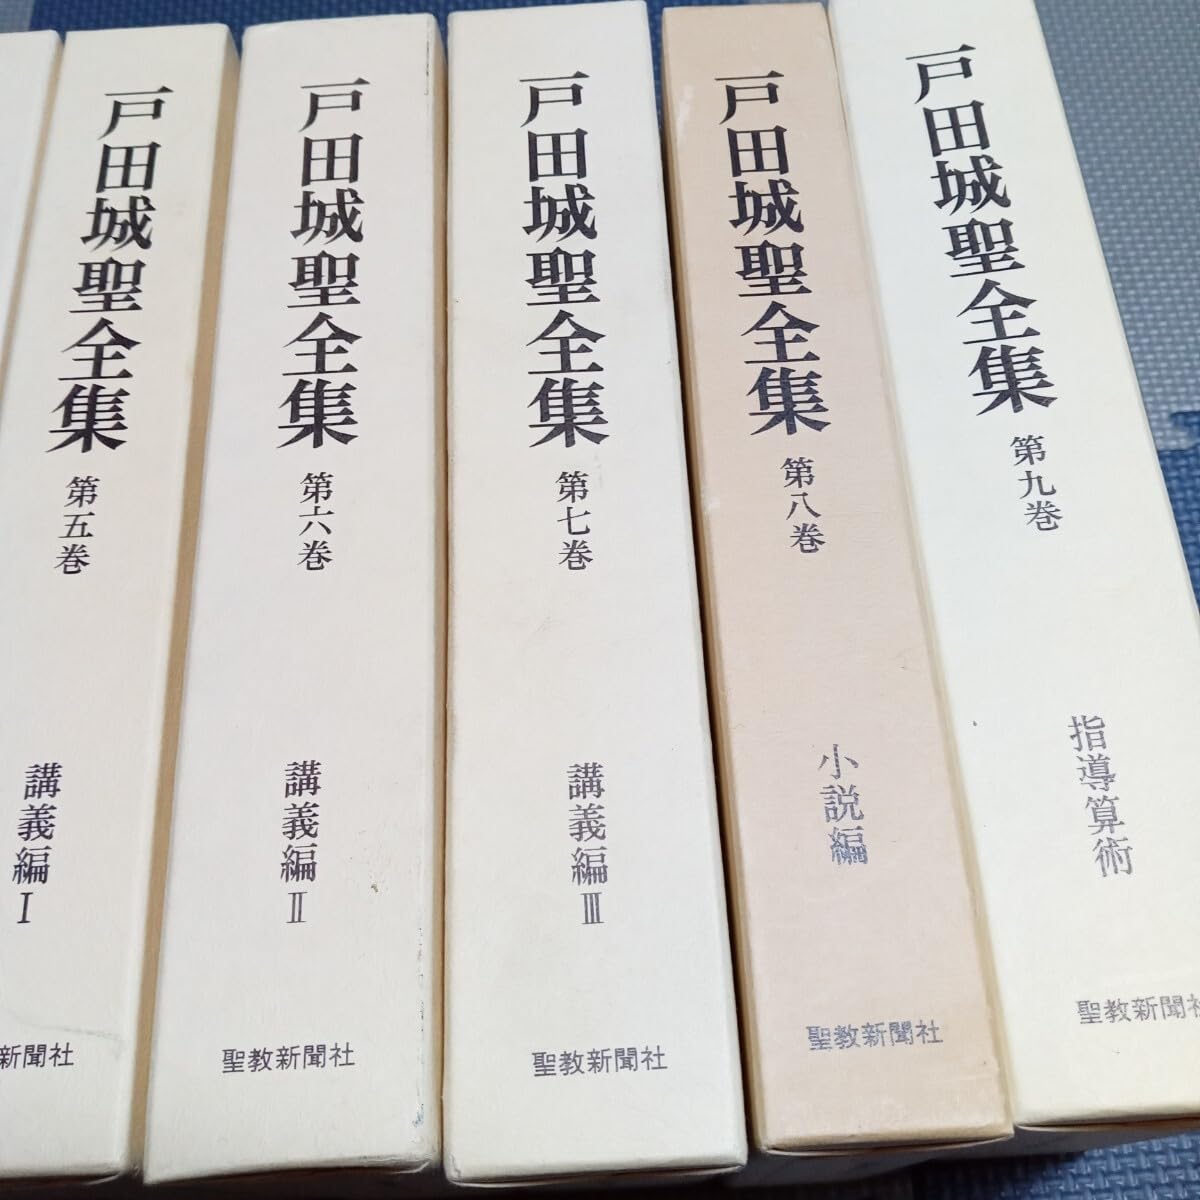 戸田城聖全集
第五巻
講義編Ⅰ
新聞社
戸田城聖全集
第六巻
講義編Ⅱ
聖教新聞社
戸田城聖全集
第七巻
講義編Ⅲ
聖教新聞社
戸田城聖全集
第八巻
小説編
聖教新聞社
戸田城聖全集
第九巻
指導算術
聖教新聞社